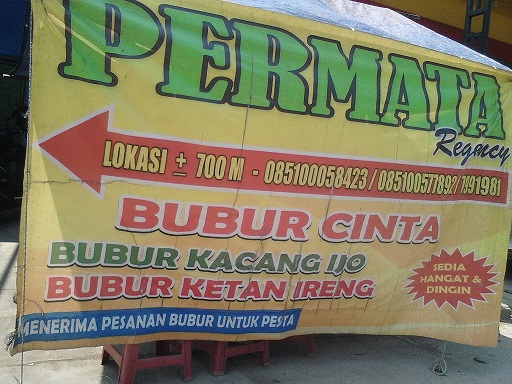 PERMATA
Regency
LOKASI ± 700 M - 085100058423 / 085100577892 / 7891981
BUBUR CINTA
BUBUR KACANG IJO
BUBUR KETAN IRENG
SEDIA
HANGAT &
DINGIN
MENERIMA PESANAN BUBUR UNTUK PESTA